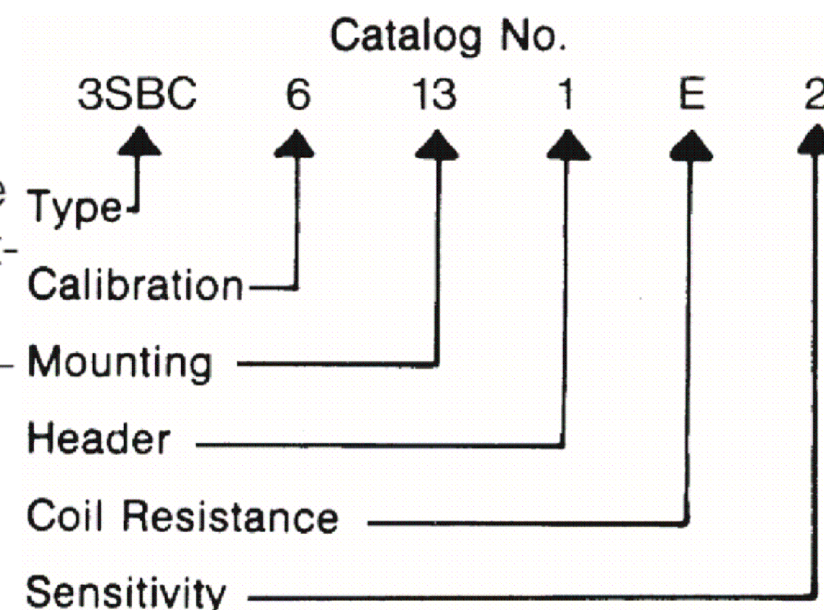 Catalog No.
3SBC 6 13 1 E 2
Type
Calibration
Mounting
Header
Coil Resistance
Sensitivity